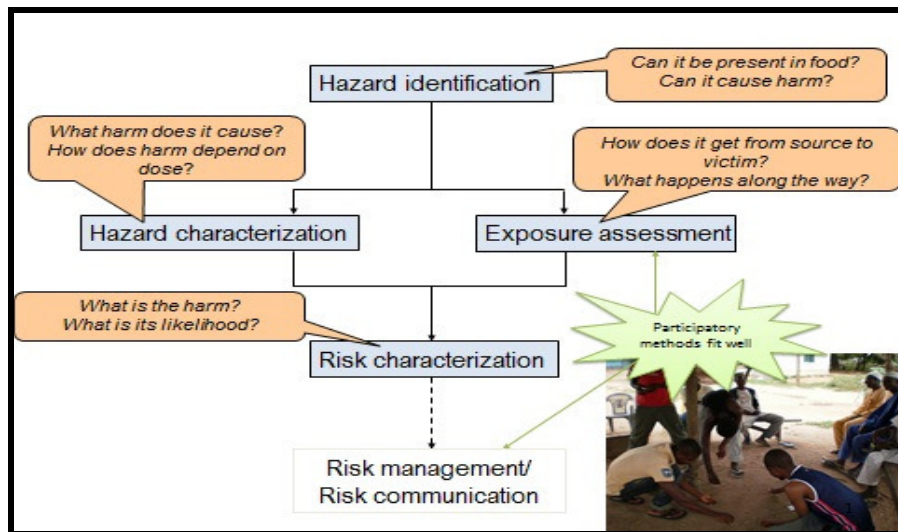 Hazard identification
Can it be present in food?
Can it cause harm?
What harm does it cause?
How does harm depend on
dose?
How does it get from source to
victim?
What happens along the way?
Hazard characterization
Exposure assessment
What is the harm?
What is its likelihood?
Participatory
methods fit well
Risk characterization
Risk management/
Risk communication
1